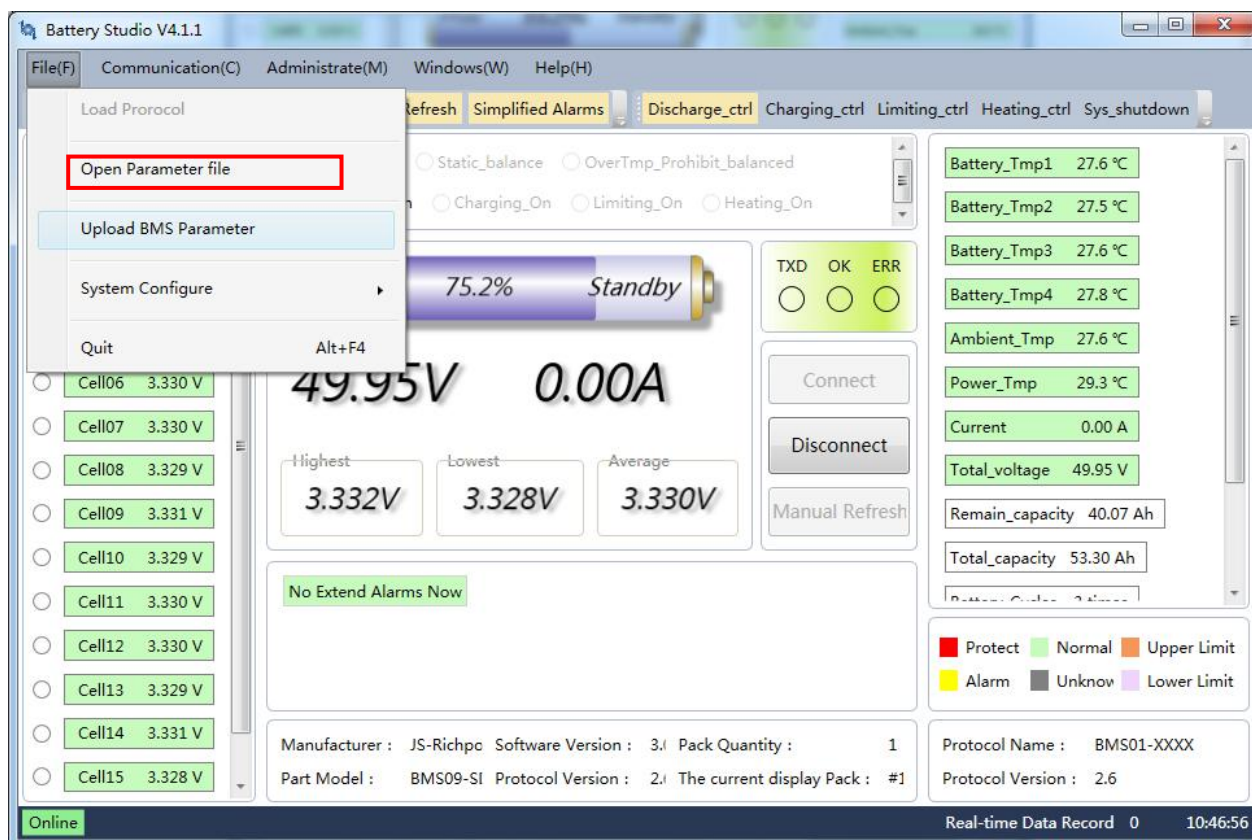 Battery Studio V4.1.1
File(F) Communication(C) Administrate(M) Windows(W) Help(H)
Load Prorocol
Open Parameter file
Upload BMS Parameter
System Configure
Quit Alt+F4
Refresh Simplified Alarms Discharge_ctrl Charging_ctrl Limiting_ctrl Heating_ctrl Sys_shutdown
Static_balance OverTmp_Prohibit_balanced
Charging_On Limiting_On Heating_On
75.2% Standby
TXD OK ERR
49.95V 0.00A
Highest Lowest Average
3.332V 3.328V 3.330V
Connect
Disconnect
Manual Refresh
Cell06 3.330 V
Cell07 3.330 V
Cell08 3.329 V
Cell09 3.331 V
Cell10 3.329 V
Cell11 3.330 V
Cell12 3.330 V
Cell13 3.329 V
Cell14 3.331 V
Cell15 3.328 V
No Extend Alarms Now
Battery_Tmp1 27.6 ℃
Battery_Tmp2 27.5 ℃
Battery_Tmp3 27.6 ℃
Battery_Tmp4 27.8 ℃
Ambient_Tmp 27.6 ℃
Power_Tmp 29.3 ℃
Current 0.00 A
Total_voltage 49.95 V
Remain_capacity 40.07 Ah
Total_capacity 53.30 Ah
Protect Normal Upper Limit
Alarm Unknow Lower Limit
Manufacturer : JS-Richpo Software Version : 3. Pack Quantity : 1
Part Model : BMS09-SI Protocol Version : 2. The current display Pack : #1
Protocol Name : BMS01-XXXX
Protocol Version : 2.6
Online
Real-time Data Record 0 10:46:56